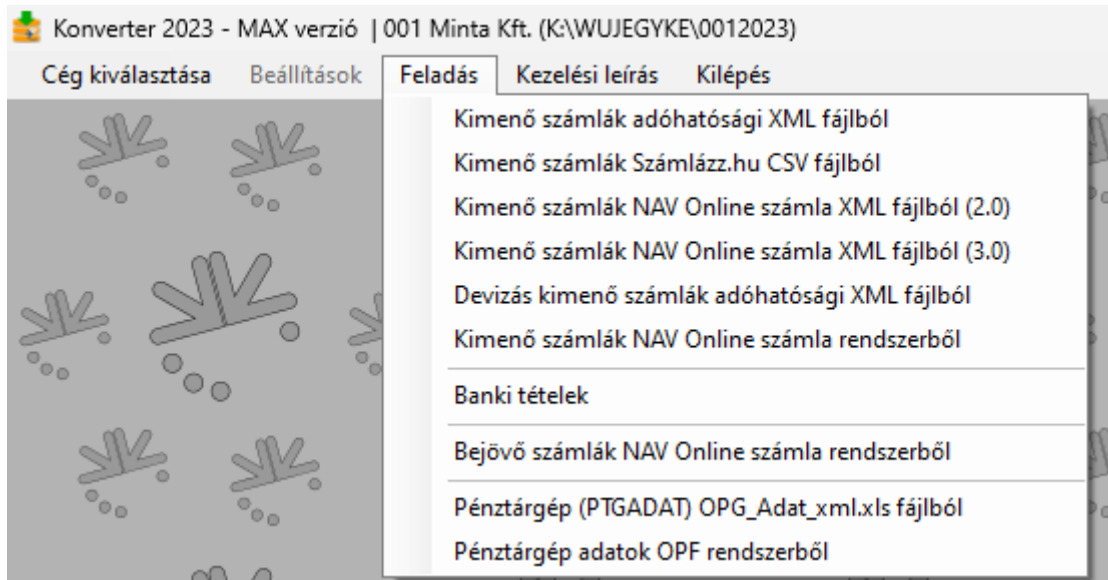 Konverter 2023 - MAX verzió | 001 Minta Kft. (K:\WUJEGYKE\0012023)
Cég kiválasztása Beállítások Feladás Kezelési leírás Kilépés
Kimenő számlák adóhatósági XML fájlból
Kimenő számlák Számlázz.hu CSV fájlból
Kimenő számlák NAV Online számla XML fájlból (2.0)
Kimenő számlák NAV Online számla XML fájlból (3.0)
Devizás kimenő számlák adóhatósági XML fájlból
Kimenő számlák NAV Online számla rendszerből
Banki tételek
Bejövő számlák NAV Online számla rendszerből
Pénztárgép (PTGADAT) OPG_Adat_xml.xls fájlból
Pénztárgép adatok OPF rendszerből